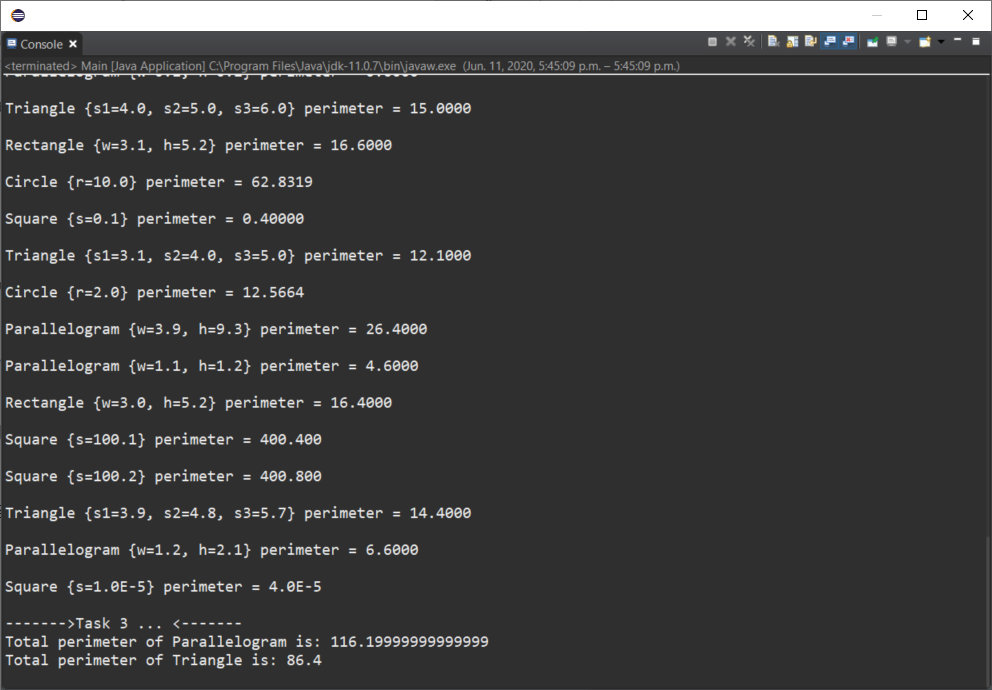 Console
<terminated> Main [Java Application] C:\Program Files\Java\jdk-11.0.7\bin\javaw.exe (Jun. 11, 2020, 5:45:09 p.m. – 5:45:09 p.m.)
Triangle {s1=4.0, s2=5.0, s3=6.0} perimeter = 15.0000
Rectangle {w=3.1, h=5.2} perimeter = 16.6000
Circle {r=10.0} perimeter = 62.8319
Square {s=0.1} perimeter = 0.40000
Triangle {s1=3.1, s2=4.0, s3=5.0} perimeter = 12.1000
Circle {r=2.0} perimeter = 12.5664
Parallelogram {w=3.9, h=9.3} perimeter = 26.4000
Parallelogram {w=1.1, h=1.2} perimeter = 4.6000
Rectangle {w=3.0, h=5.2} perimeter = 16.4000
Square {s=100.1} perimeter = 400.400
Square {s=100.2} perimeter = 400.800
Triangle {s1=3.9, s2=4.8, s3=5.7} perimeter = 14.4000
Parallelogram {w=1.2, h=2.1} perimeter = 6.6000
Square {s=1.0E-5} perimeter = 4.0E-5
------->Task 3 ... <-------
Total perimeter of Parallelogram is: 116.19999999999999
Total perimeter of Triangle is: 86.4